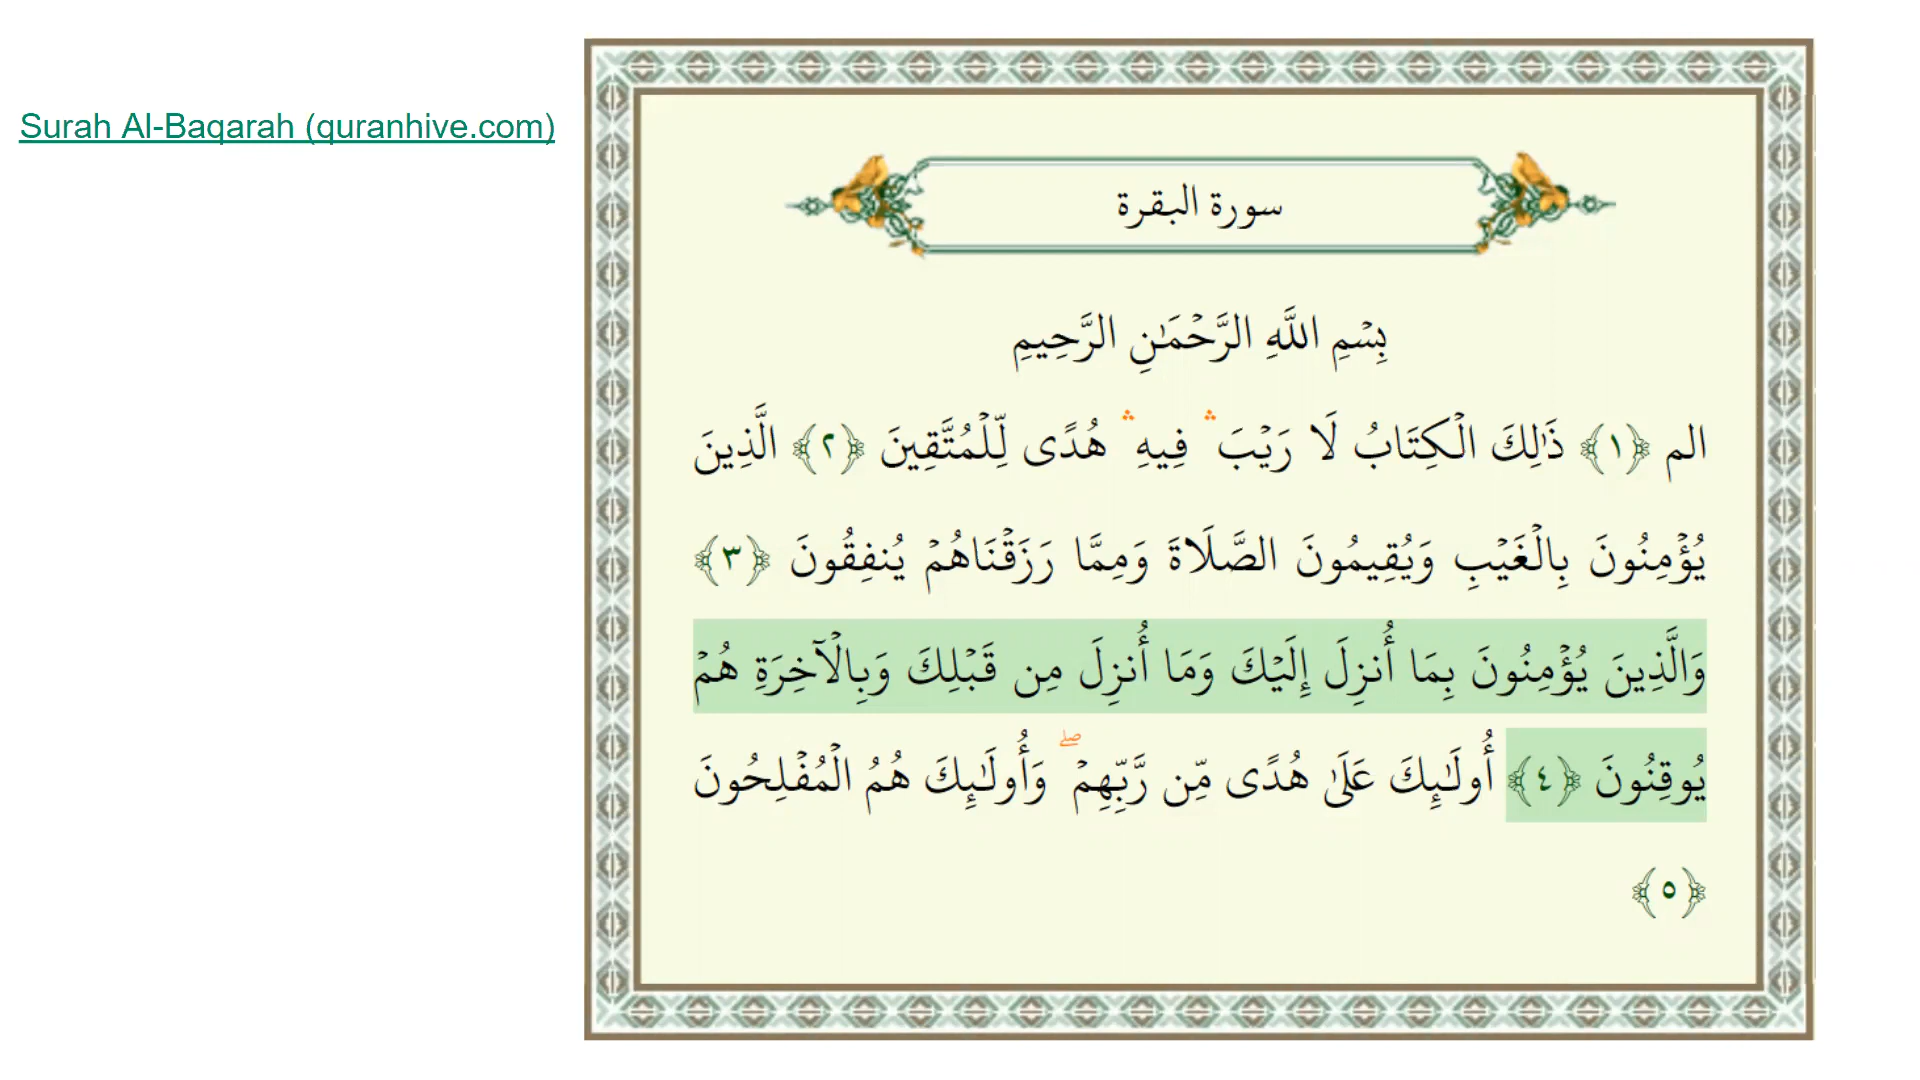 Surah Al-Baqarah (quranhive.com)
سورة البقرة
بِسْمِ اللَّهِ الرَّحْمَٰنِ الرَّحِيمِ
الم ﴿١﴾ ذَٰلِكَ الْكِتَابُ لَا رَيْبَ ۛ فِيهِ ۛ هُدًى لِّلْمُتَّقِينَ ﴿٢﴾ الَّذِينَ
يُؤْمِنُونَ بِالْغَيْبِ وَيُقِيمُونَ الصَّلَاةَ وَمِمَّا رَزَقْنَاهُمْ يُنفِقُونَ ﴿٣﴾
وَالَّذِينَ يُؤْمِنُونَ بِمَا أُنزِلَ إِلَيْكَ وَمَا أُنزِلَ مِن قَبْلِكَ وَبِالْآخِرَةِ هُمْ
يُوقِنُونَ ﴿٤﴾ أُولَٰئِكَ عَلَىٰ هُدًى مِّن رَّبِّهِمْ ۖ وَأُولَٰئِكَ هُمُ الْمُفْلِحُونَ
﴿٥﴾